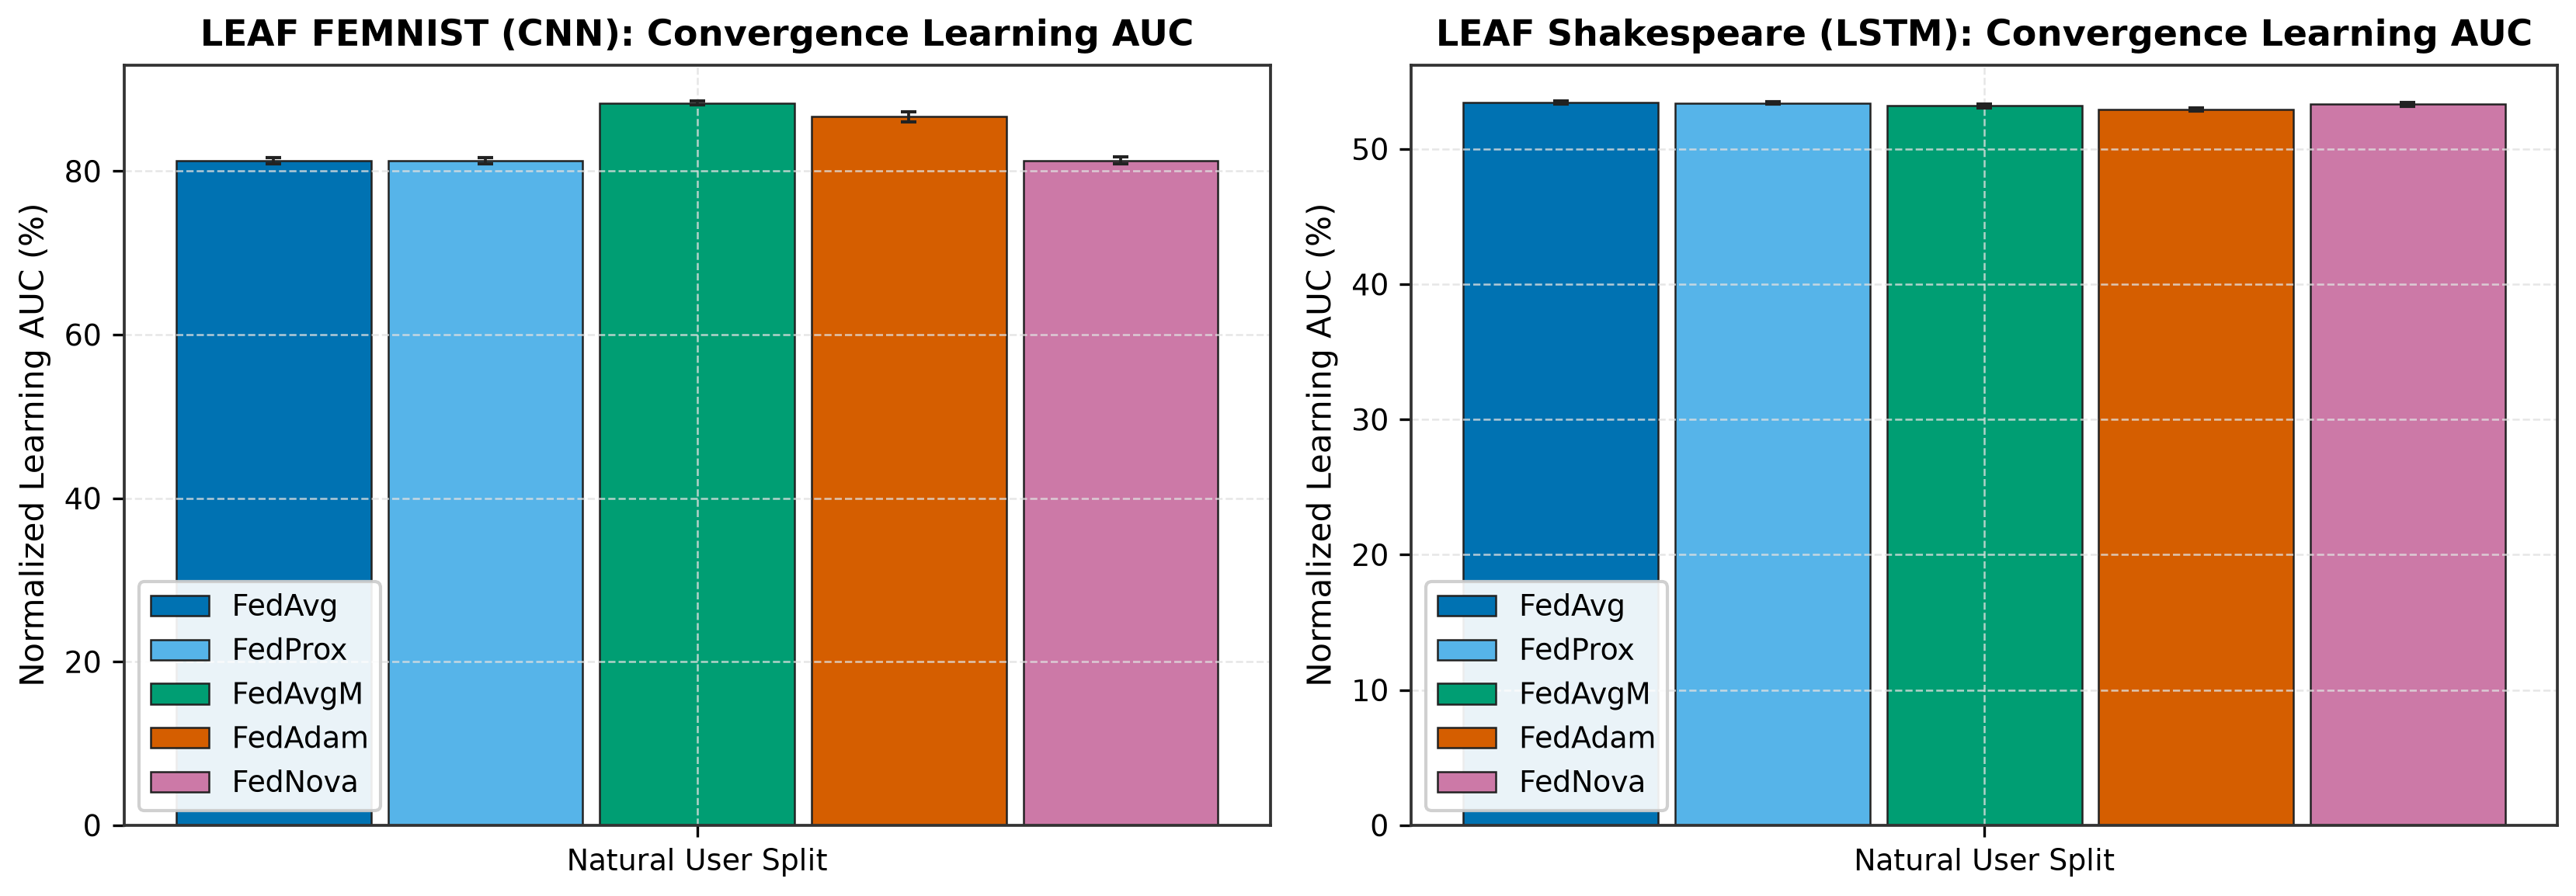 LEAF FEMNIST (CNN): Convergence Learning AUC
Normalized Learning AUC (%)
80
60
40
20
0
FedAvg
FedProx
FedAvgM
FedAdam
FedNova
Natural User Split
LEAF Shakespeare (LSTM): Convergence Learning AUC
Normalized Learning AUC (%)
50
40
30
20
10
0
FedAvg
FedProx
FedAvgM
FedAdam
FedNova
Natural User Split